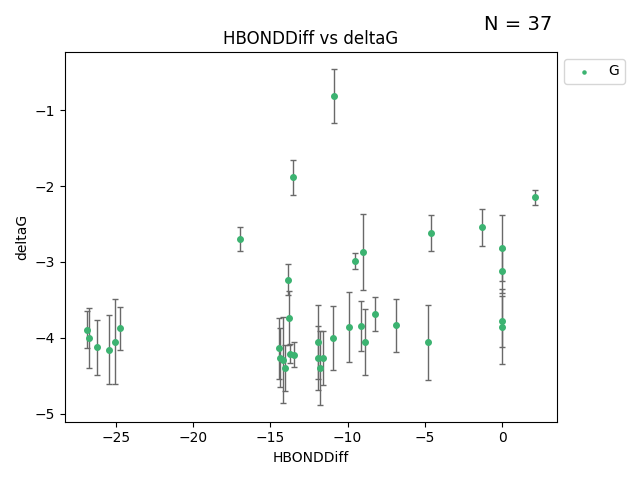 N = 37
HBONDDiff vs deltaG
G
−1
−2
−3
−4
−5
deltaG
−25
−20
−15
−10
−5
0
HBONDDiff